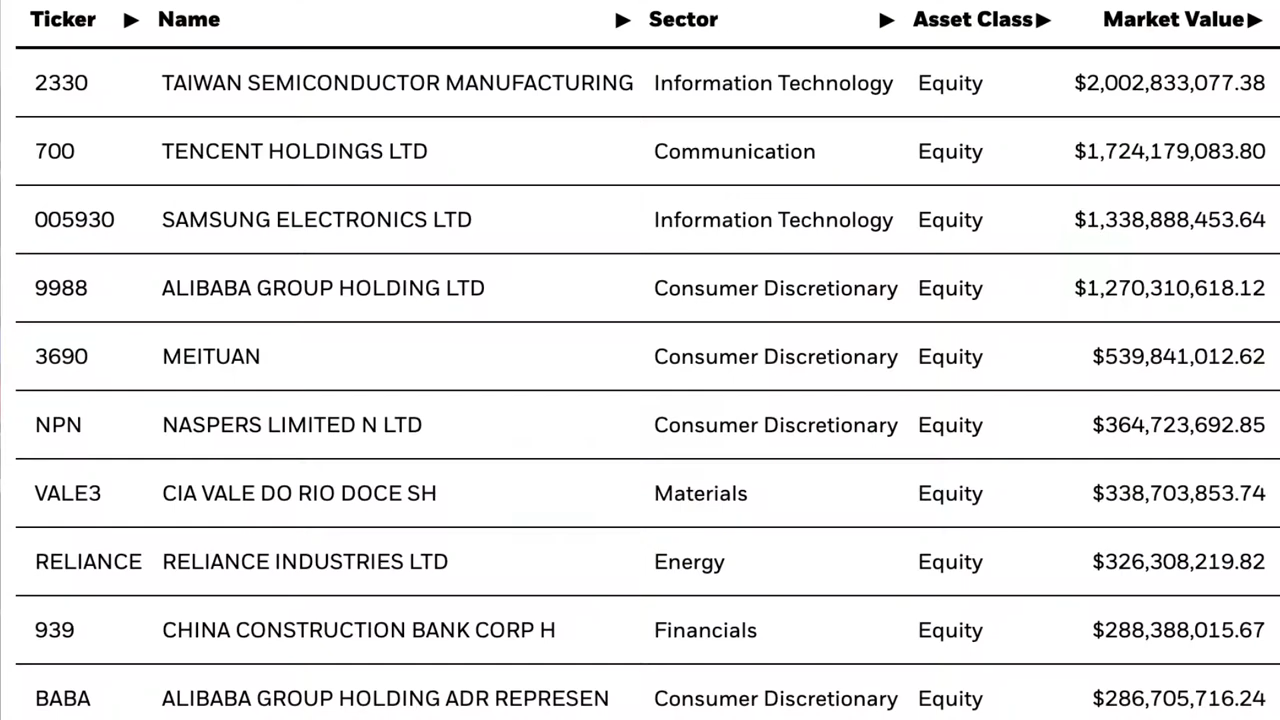 Ticker ▶ Name ▶ Sector ▶ Asset Class ▶ Market Value ▶
2330 TAIWAN SEMICONDUCTOR MANUFACTURING Information Technology Equity $2,002,833,077.38
700 TENCENT HOLDINGS LTD Communication Equity $1,724,179,083.80
005930 SAMSUNG ELECTRONICS LTD Information Technology Equity $1,338,888,453.64
9988 ALIBABA GROUP HOLDING LTD Consumer Discretionary Equity $1,270,310,618.12
3690 MEITUAN Consumer Discretionary Equity $539,841,012.62
NPN NASPERS LIMITED N LTD Consumer Discretionary Equity $364,723,692.85
VALE3 CIA VALE DO RIO DOCE SH Materials Equity $338,703,853.74
RELIANCE RELIANCE INDUSTRIES LTD Energy Equity $326,308,219.82
939 CHINA CONSTRUCTION BANK CORP H Financials Equity $288,388,015.67
BABA ALIBABA GROUP HOLDING ADR REPRESEN Consumer Discretionary Equity $286,705,716.24